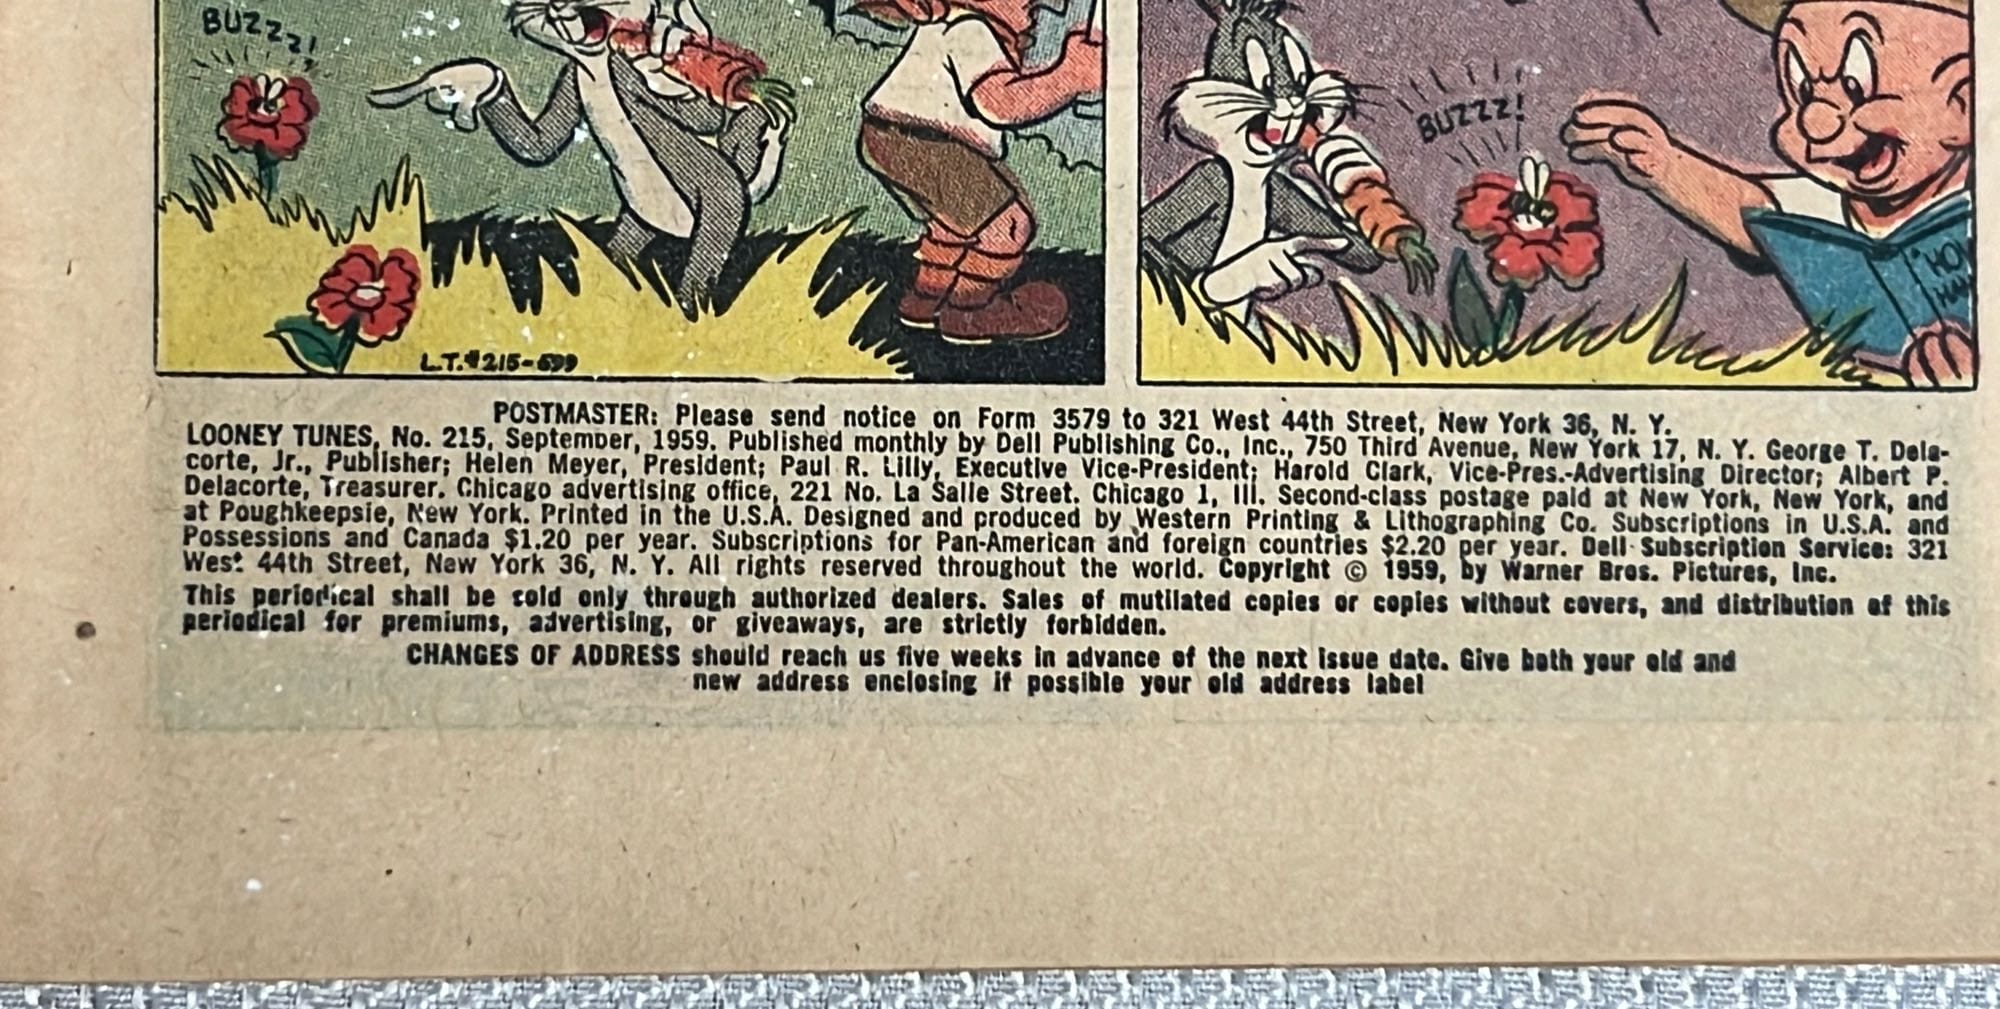 BUZZZ!
BUZZZ!
L.T.#215-599
POSTMASTER: Please send notice on Form 3579 to 321 West 44th Street, New York 36, N. Y.
LOONEY TUNES, No. 215, September, 1959. Published monthly by Dell Publishing Co., Inc., 750 Third Avenue, New York 17, N. Y. George T. Dela-
corte, Jr., Publisher; Helen Meyer, President; Paul R. Lilly, Executive Vice-President; Harold Clark, Vice-Pres.-Advertising Director; Albert P.
Delacorte, Treasurer. Chicago advertising office, 221 No. La Salle Street. Chicago 1, Ill. Second-class postage paid at New York, New York, and
at Poughkeepsie, New York. Printed in the U.S.A. Designed and produced by Western Printing & Lithographing Co. Subscriptions in U.S.A. and
Possessions and Canada $1.20 per year. Subscriptions for Pan-American and foreign countries $2.20 per year. Dell Subscription Service: 321
West 44th Street, New York 36, N. Y. All rights reserved throughout the world. Copyright © 1959, by Warner Bros. Pictures, Inc.
This periodical shall be sold only through authorized dealers. Sales of mutilated copies or copies without covers, and distribution of this
periodical for premiums, advertising, or giveaways, are strictly forbidden.
CHANGES OF ADDRESS should reach us five weeks in advance of the next issue date. Give both your old and
new address enclosing if possible your old address label